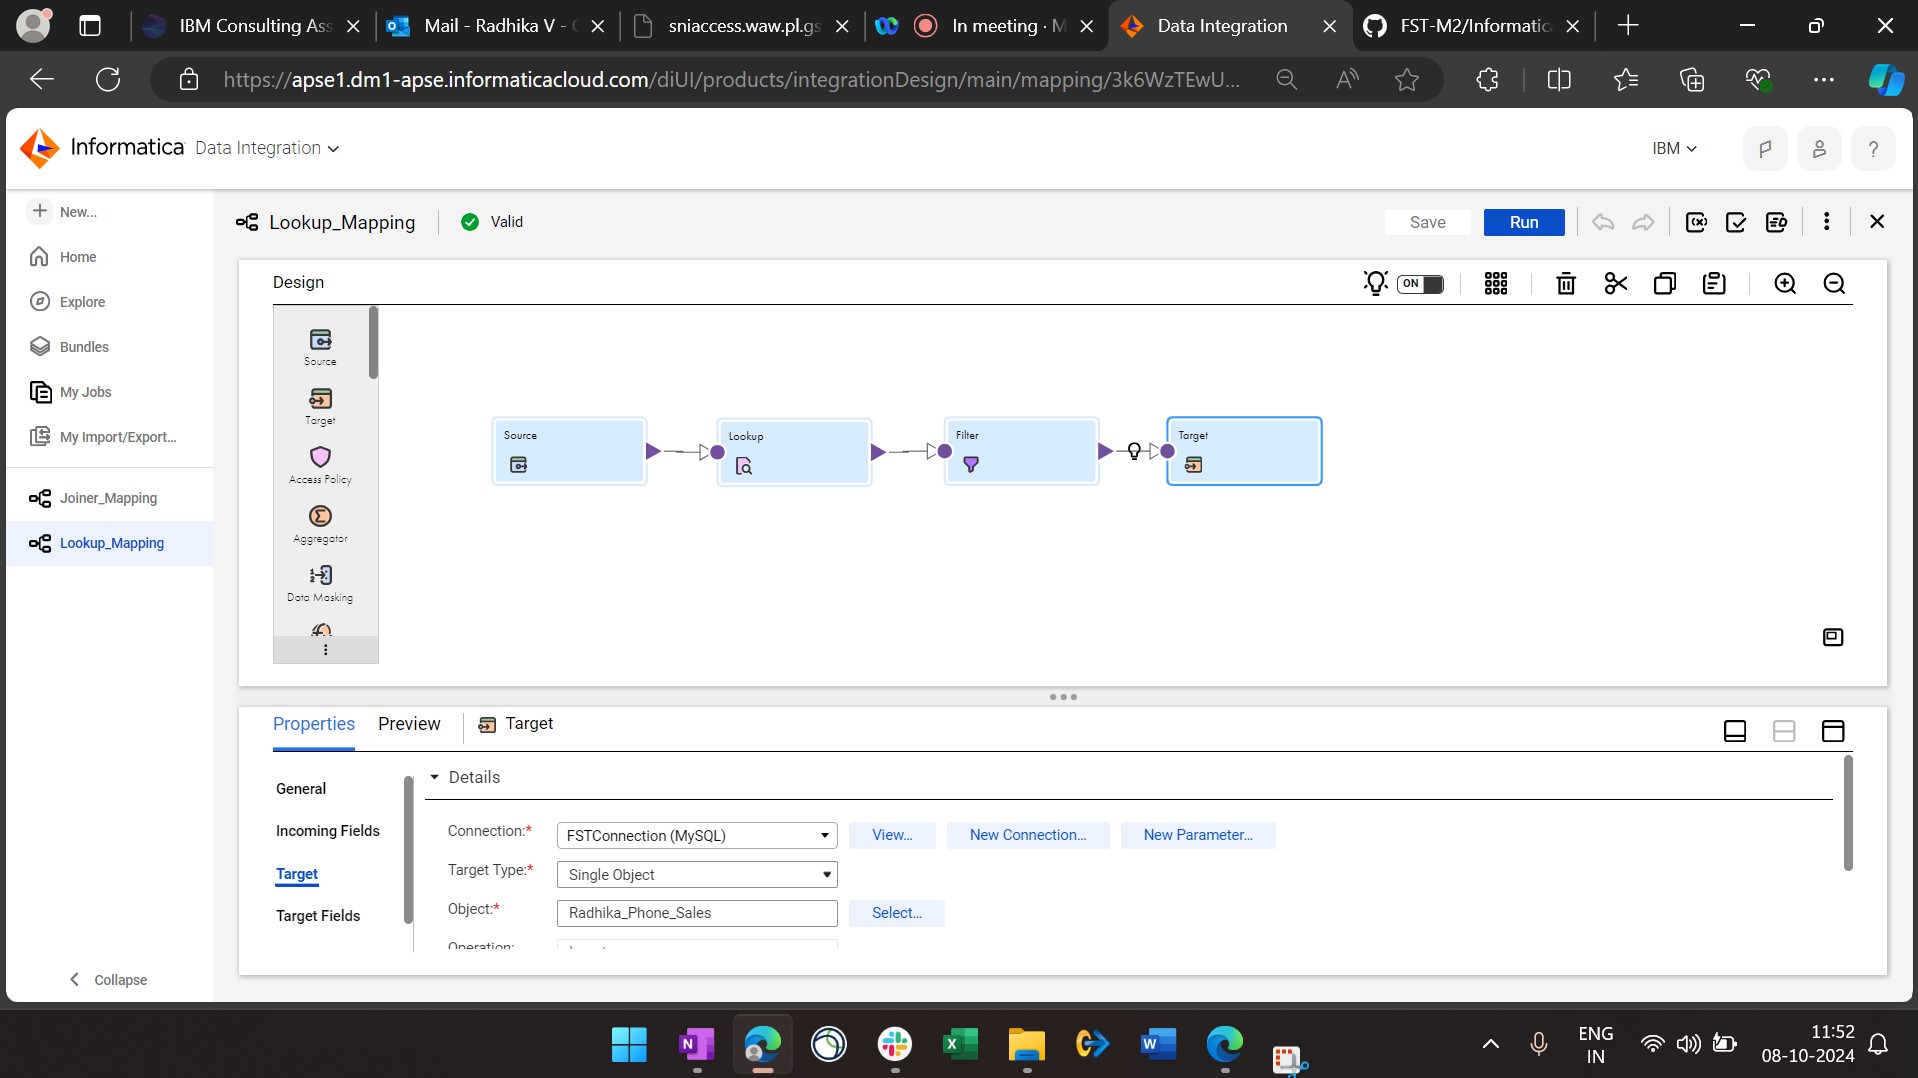 IBM Consulting Ass
Mail - Radhika V -
sniaccess.waw.pl.gs
In meeting · M
Data Integration
FST-M2/Informatic
https://apse1.dm1-apse.informaticacloud.com/diUI/products/integrationDesign/main/mapping/3k6WzTEwU...
Informatica Data Integration
IBM
?
New...
Home
Explore
Bundles
My Jobs
My Import/Export...
Joiner_Mapping
Lookup_Mapping
Collapse
Lookup_Mapping
Valid
Save
Run
Design
ON
Source
Target
Access Policy
Aggregator
Data Masking
Source
Lookup
Filter
Target
Properties
Preview
Target
General
Incoming Fields
Target
Target Fields
Details
Connection:*
FSTConnection (MySQL)
View...
New Connection...
New Parameter...
Target Type:*
Single Object
Object:*
Radhika_Phone_Sales
Select...
Operation:
ENG
IN
11:52
08-10-2024